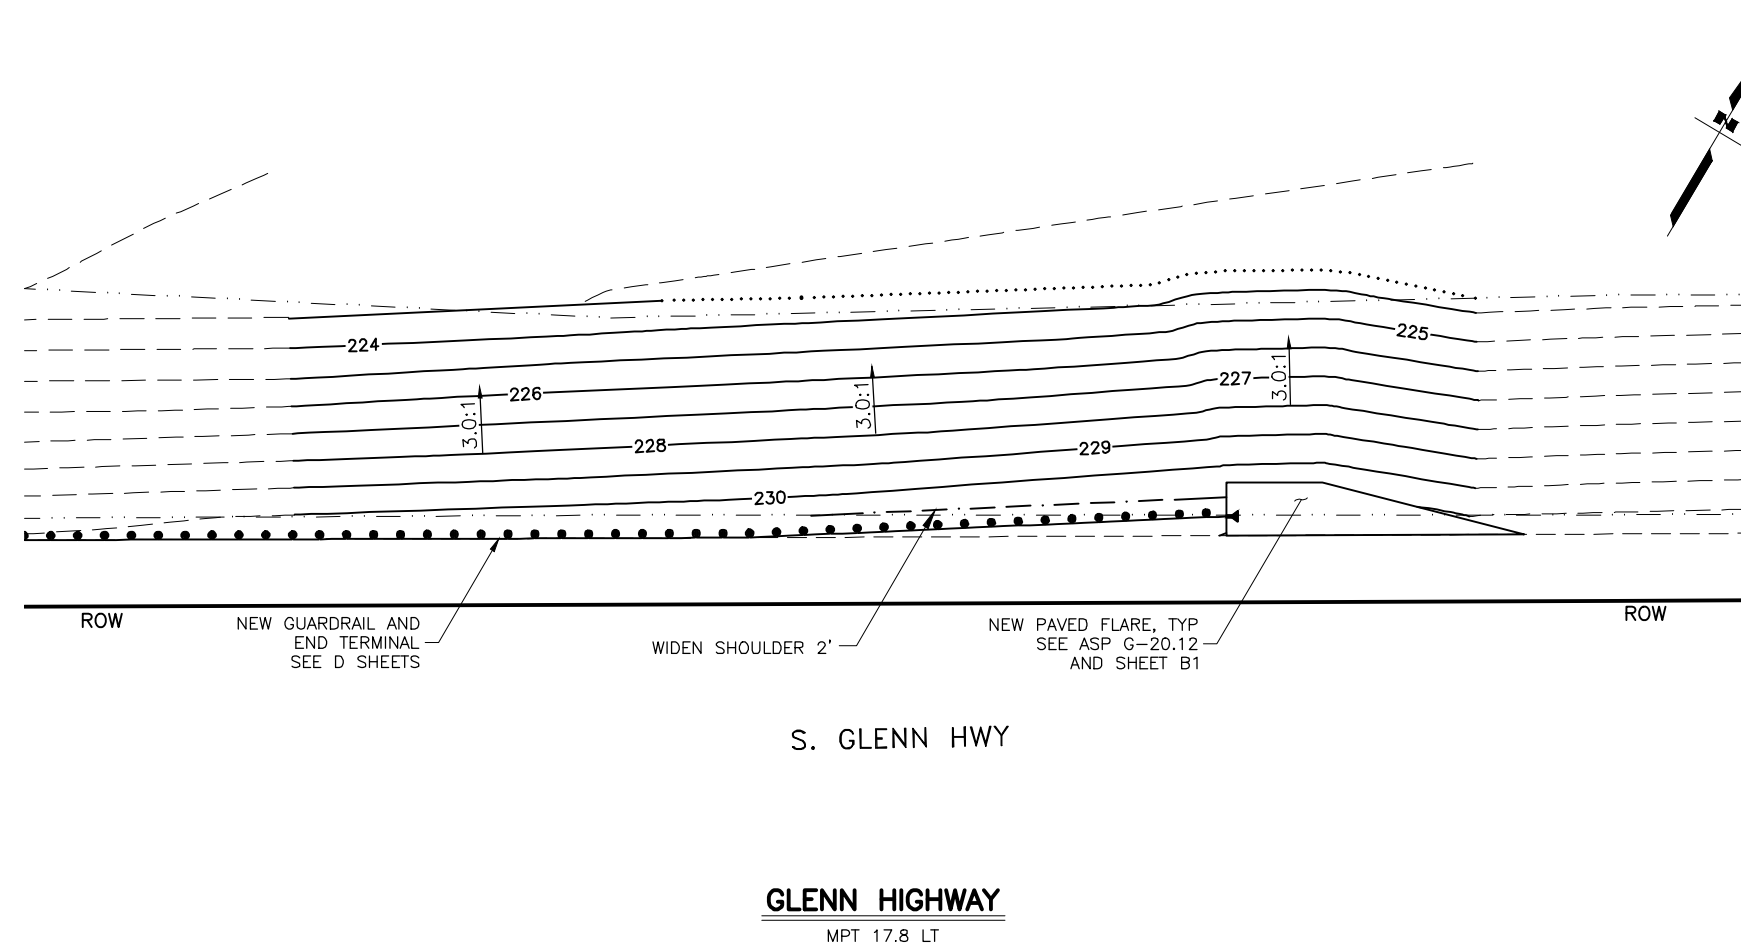 224
225
3.0:1
227
226
3.0:1
3.0:1
228
229
230
ROW
ROW
NEW GUARDRAIL AND
END TERMINAL
SEE D SHEETS
WIDEN SHOULDER 2'
NEW PAVED FLARE, TYP
SEE ASP G-20.12
AND SHEET B1
S. GLENN HWY
GLENN HIGHWAY
MPT 17.8 LT